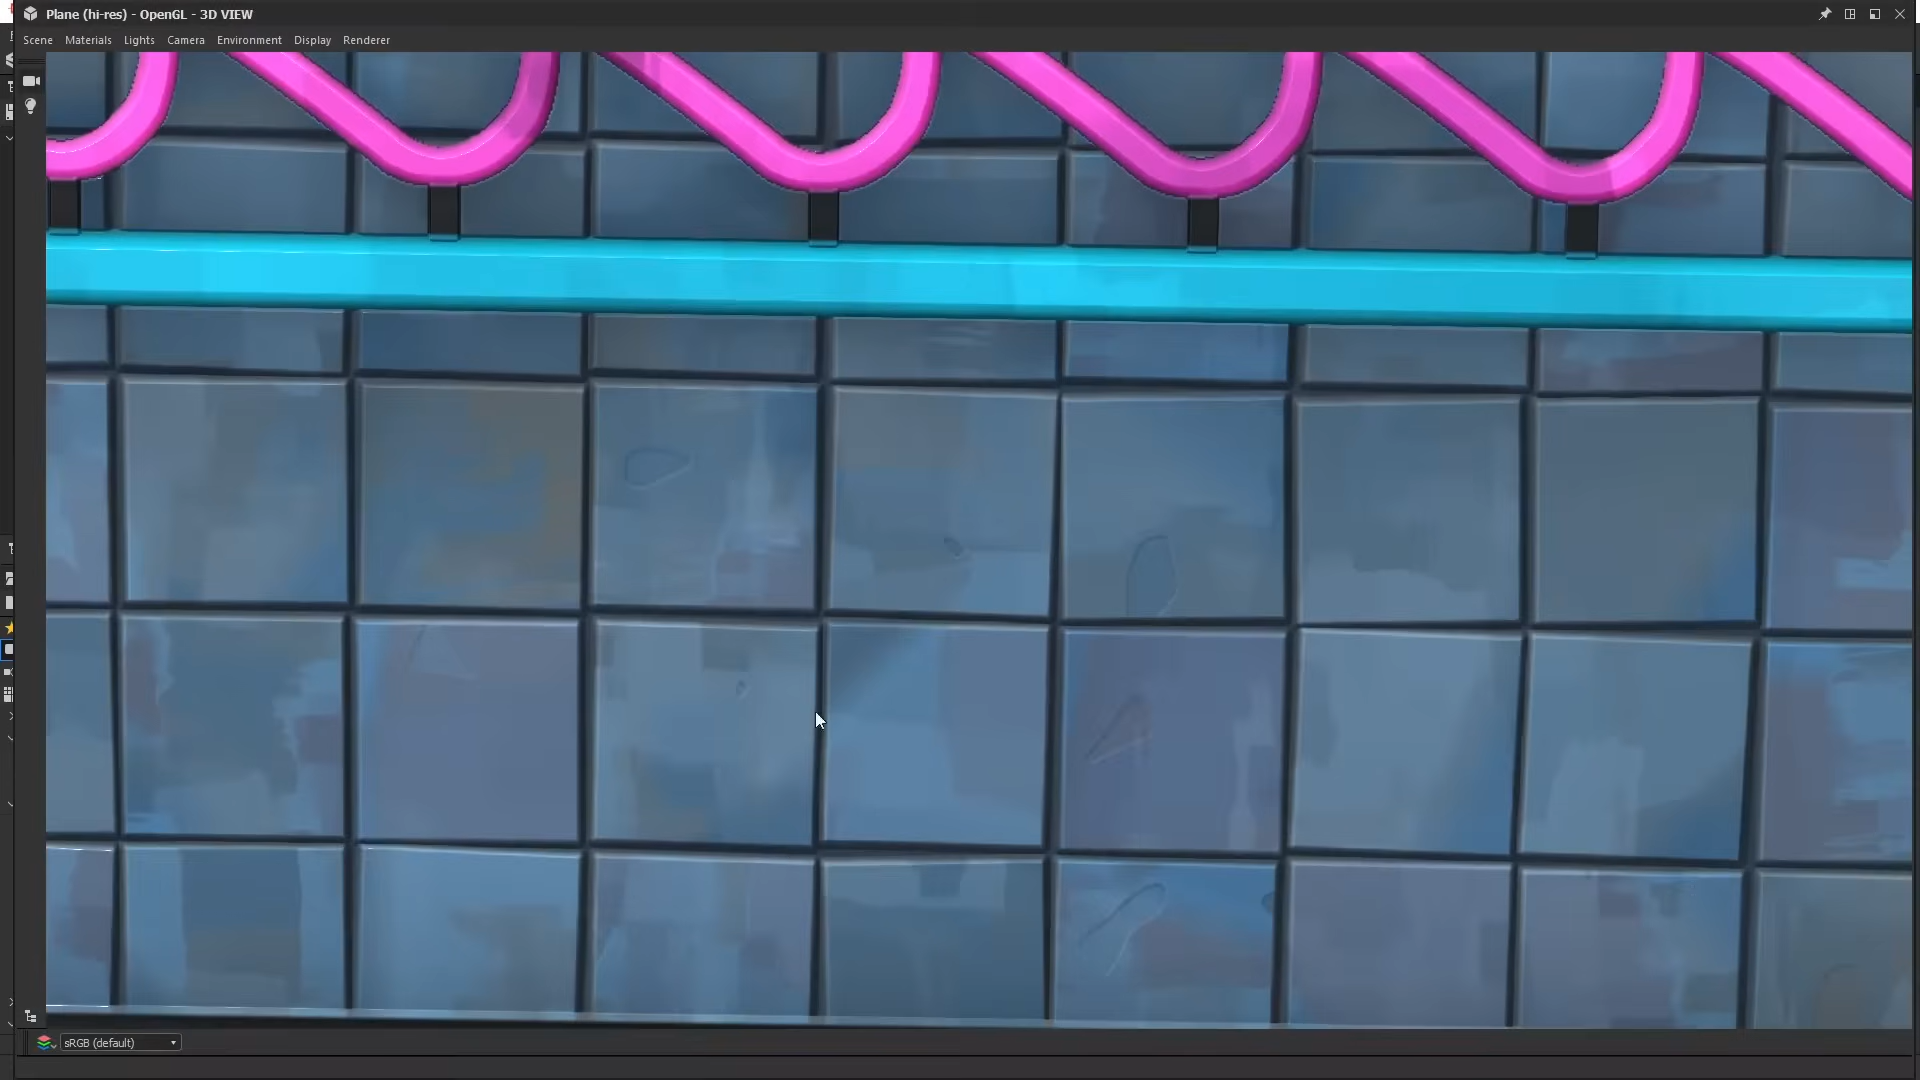 Plane (hi-res) - OpenGL - 3D VIEW
Scene Materials Lights Camera Environment Display Renderer
sRGB (default)